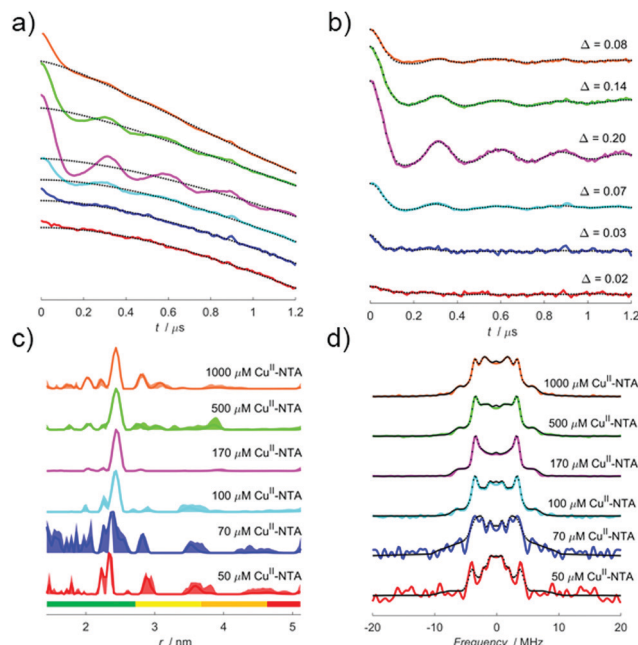 a)
0 0.2 0.4 0.6 0.8 1.0 1.2
t / μs
b)
Δ = 0.08
Δ = 0.14
Δ = 0.20
Δ = 0.07
Δ = 0.03
Δ = 0.02
0 0.2 0.4 0.6 0.8 1.0 1.2
t / μs
c)
1000 μM Cuᴵᴵ-NTA
500 μM Cuᴵᴵ-NTA
170 μM Cuᴵᴵ-NTA
100 μM Cuᴵᴵ-NTA
70 μM Cuᴵᴵ-NTA
50 μM Cuᴵᴵ-NTA
2 3 4 5
r / nm
d)
1000 μM Cuᴵᴵ-NTA
500 μM Cuᴵᴵ-NTA
170 μM Cuᴵᴵ-NTA
100 μM Cuᴵᴵ-NTA
70 μM Cuᴵᴵ-NTA
50 μM Cuᴵᴵ-NTA
-20 -10 0 10 20
Frequency / MHz